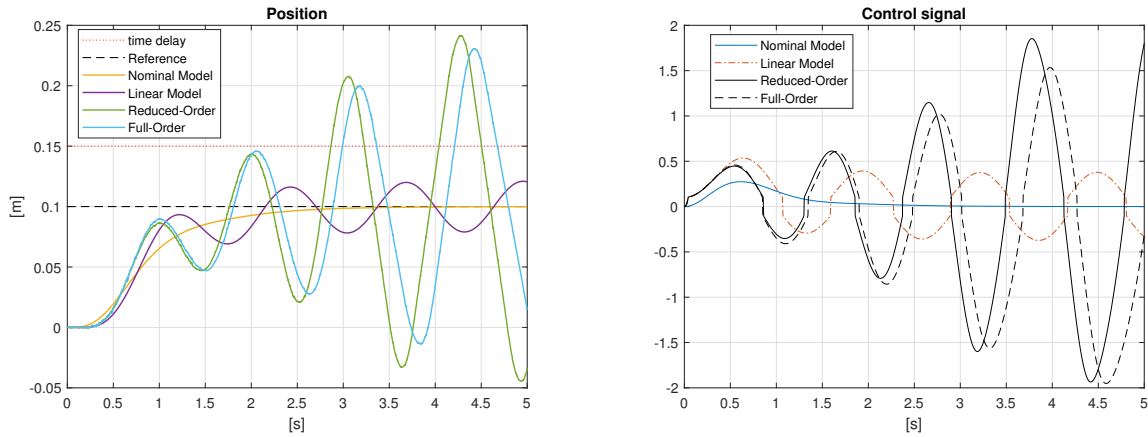 Position
0.25
0.2
0.15
0.1
0.05
0
-0.05
[m]
time delay
Reference
Nominal Model
Linear Model
Reduced-Order
Full-Order
0 0.5 1 1.5 2 2.5 3 3.5 4 4.5 5
[s]
Control signal
2
1.5
1
0.5
0
-0.5
-1
-1.5
-2
Nominal Model
Linear Model
Reduced-Order
Full-Order
0 0.5 1 1.5 2 2.5 3 3.5 4 4.5 5
[s]